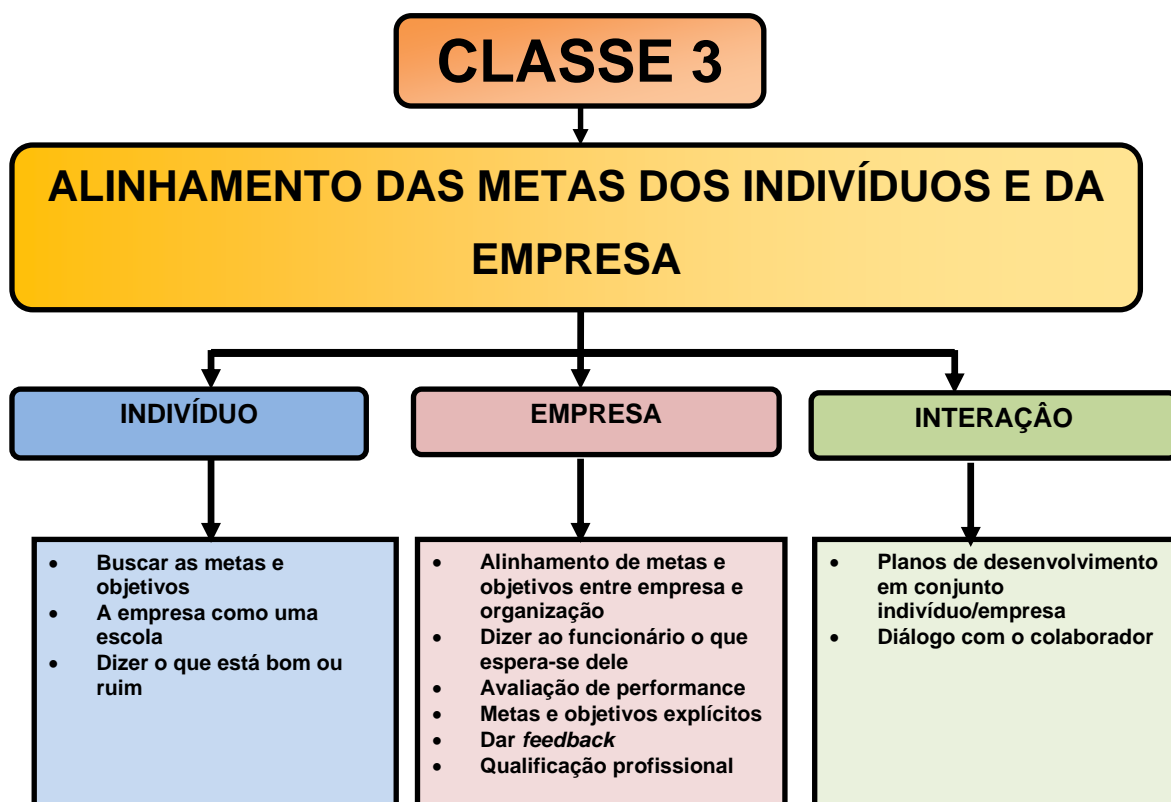 CLASSE 3
ALINHAMENTO DAS METAS DOS INDIVÍDUOS E DA
EMPRESA
INDIVÍDUO
EMPRESA
INTERAÇÂO
• Buscar as metas e
objetivos
• A empresa como uma
escola
• Dizer o que está bom ou
ruim
• Alinhamento de metas e
objetivos entre empresa e
organização
• Dizer ao funcionário o que
espera-se dele
• Avaliação de performance
• Metas e objetivos explícitos
• Dar feedback
• Qualificação profissional
• Planos de desenvolvimento
em conjunto
indivíduo/empresa
• Diálogo com o colaborador